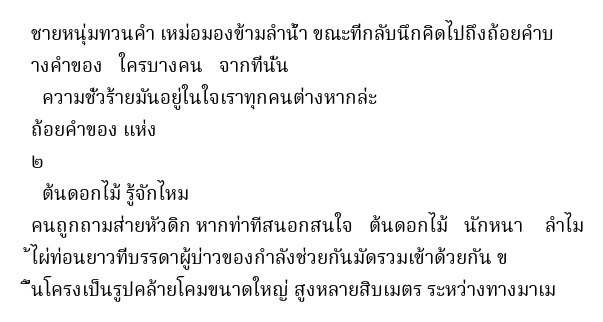 ชายหนุ่มทวนคำ เหม่อมองข้ามลำน้ำ ขณะที่กลับนึกคิดไปถึงถ้อยคำบ
างคำของ ใครบางคน จากที่นั่น
ความชั่วร้ายมันอยู่ในใจเราทุกคนต่างหากล่ะ
ถ้อยคำของ แห่ง
๒
ต้นดอกไม้ รู้จักไหม
คนถูกถามส่ายหัวดิก หากท่าทีสนอกสนใจ ต้นดอกไม้ นักหนา ลำไม
้ไผ่ท่อนยาวที่บรรดาผู้บ่าวของกำลังช่วยกันมัดรวมเข้าด้วยกัน ข
ึ้นโครงเป็นรูปคล้ายโคมขนาดใหญ่ สูงหลายสิบเมตร ระหว่างทางมาเม